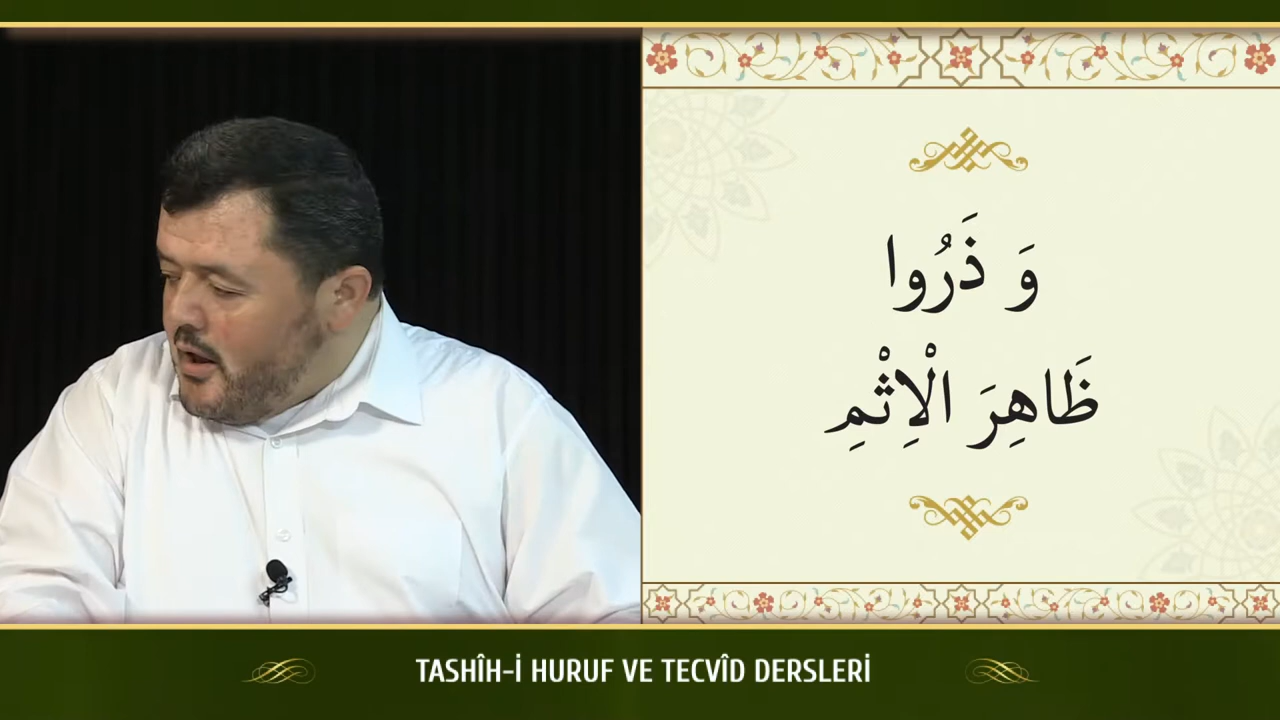 وَ ذَرُوا
ظَاهِرَ الْاِثْمِ
TASHÎH-İ HURUF VE TECVÎD DERSLERİ